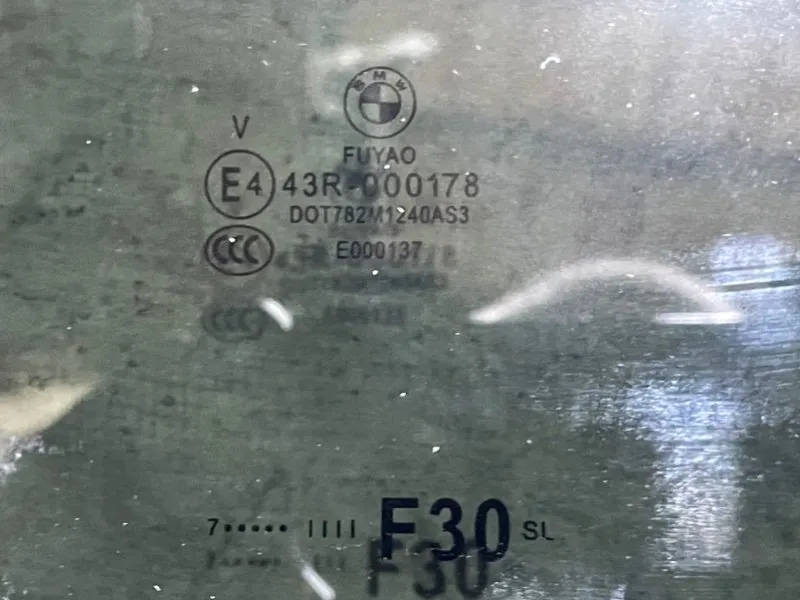 BMW
FUYAO
V
E4 43R-000178
DOT782M1240AS3
CCC E000137
7••••• IIII F30 SL